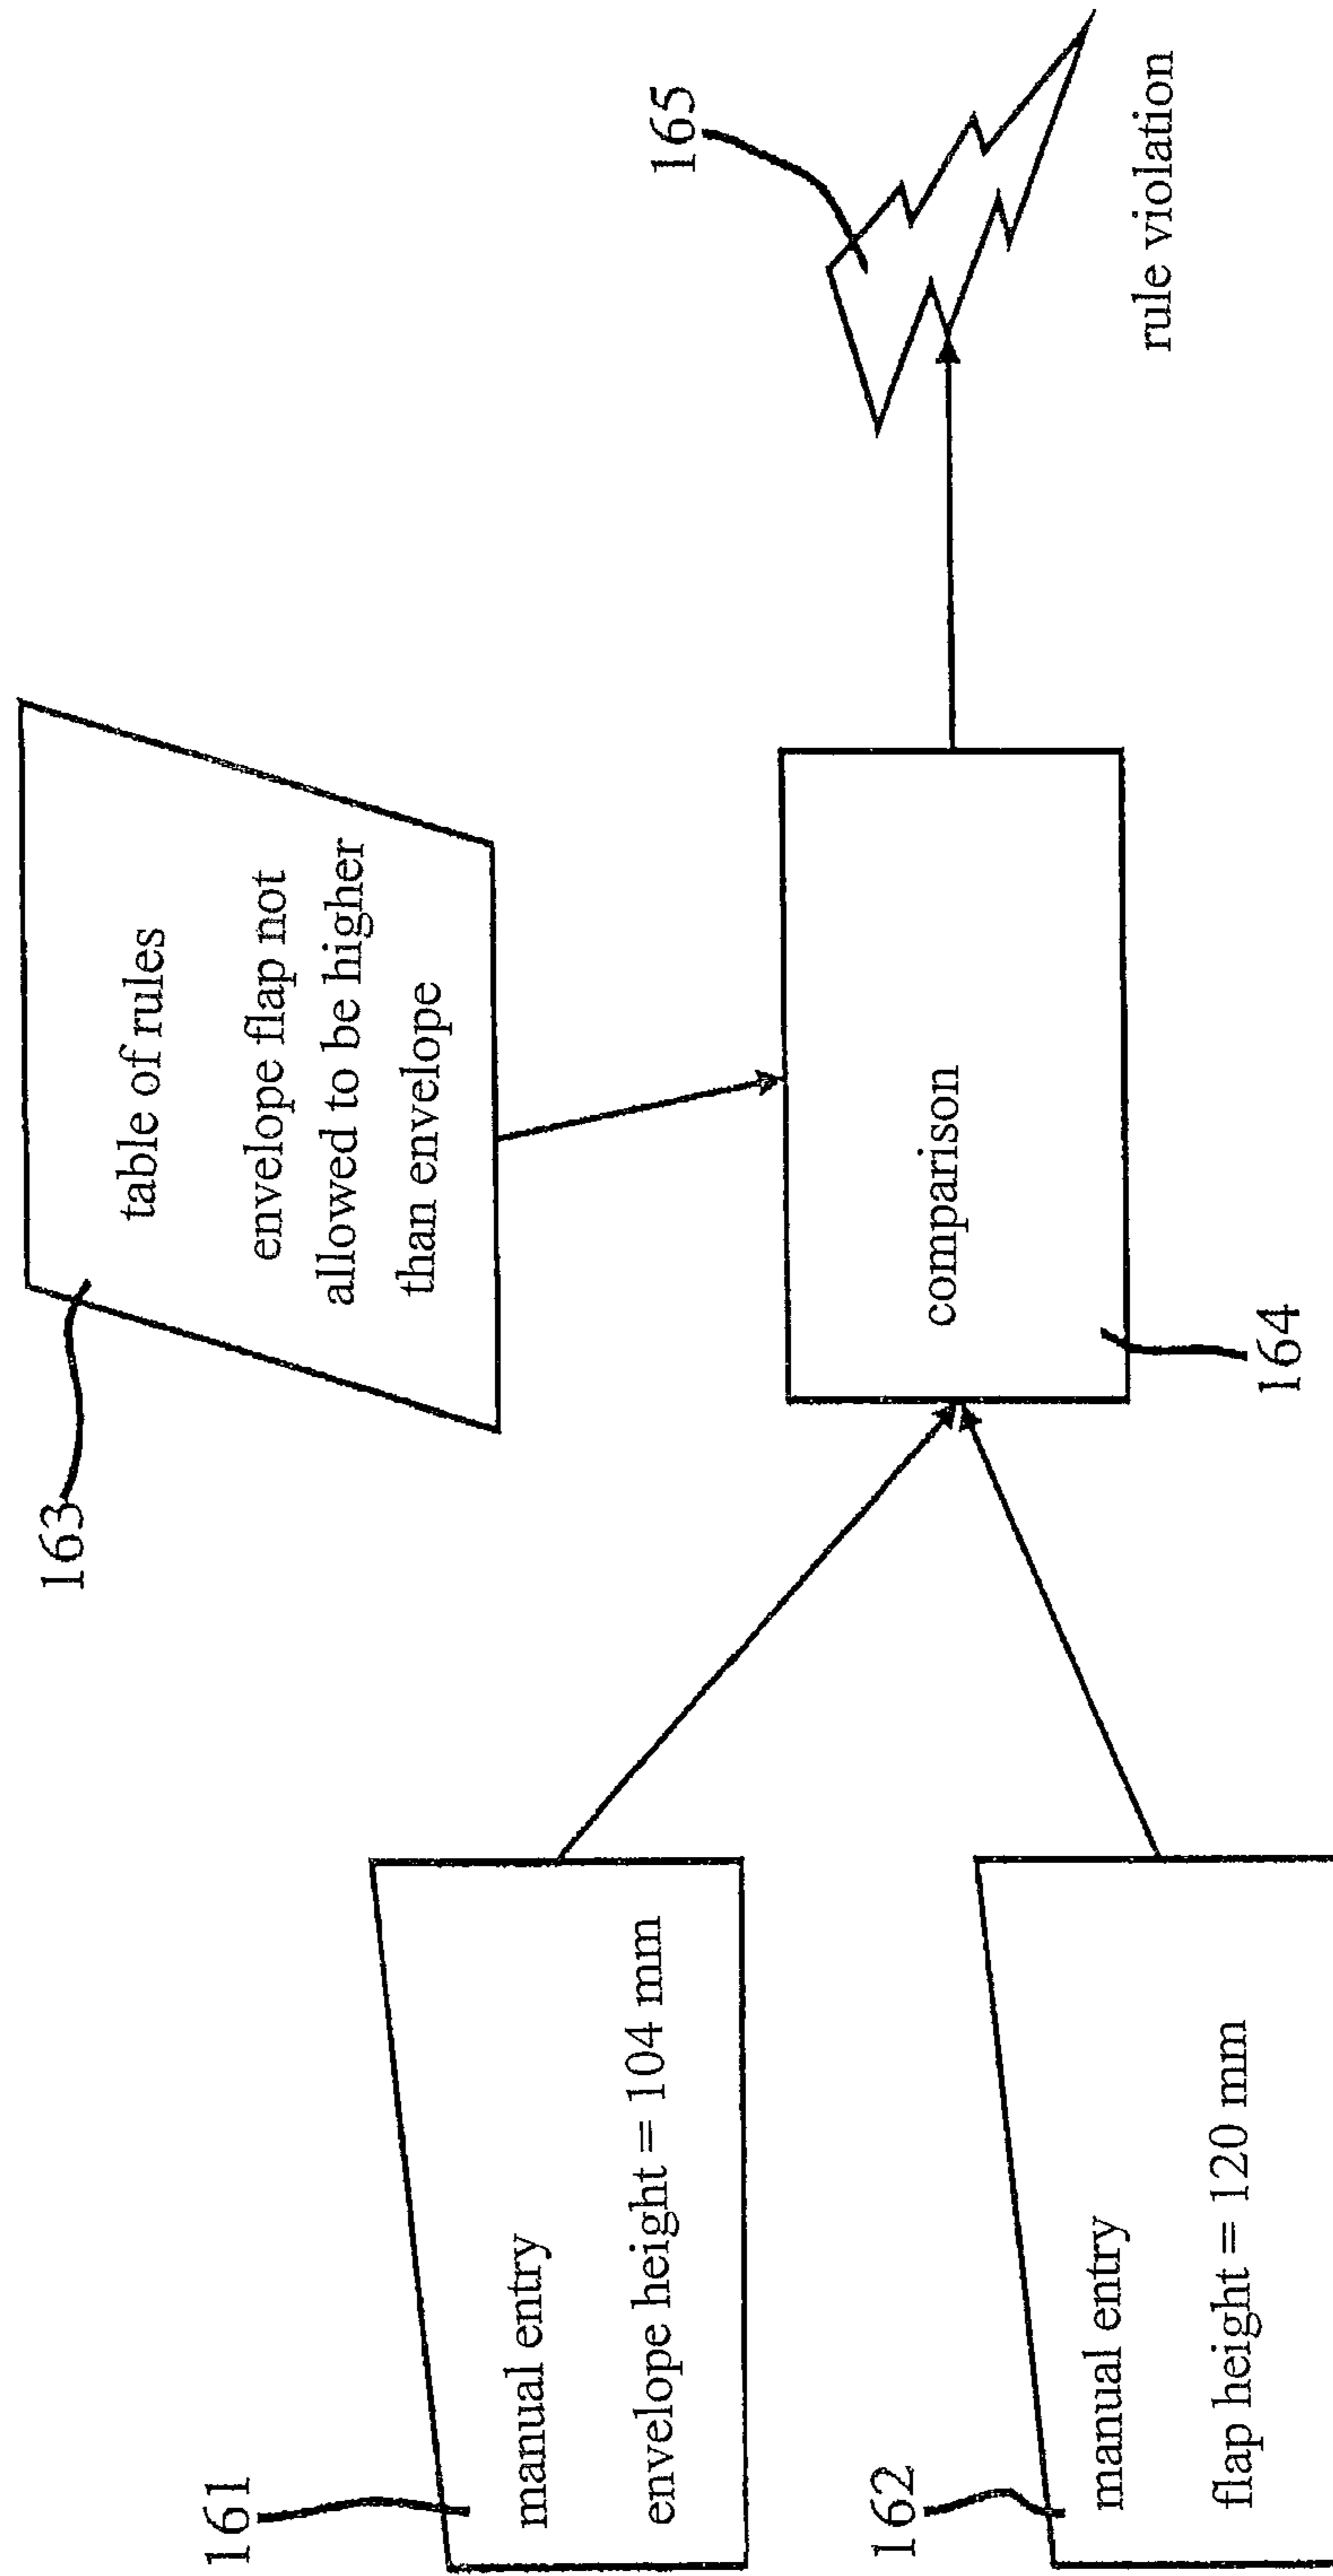 163
table of rules
envelope flap not
allowed to be higher
than envelope
161
manual entry
envelope height = 104 mm
162
manual entry
flap height = 120 mm
comparison
164
165
rule violation